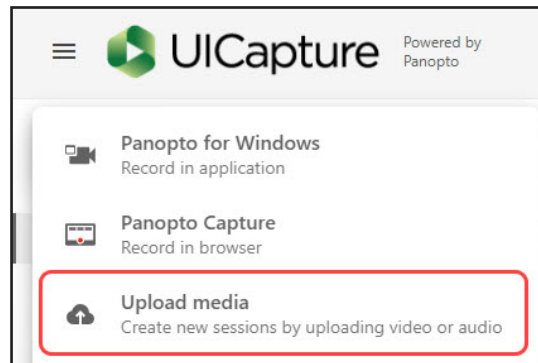 UICapture
Powered by
Panopto
Panopto for Windows
Record in application
Panopto Capture
Record in browser
Upload media
Create new sessions by uploading video or audio